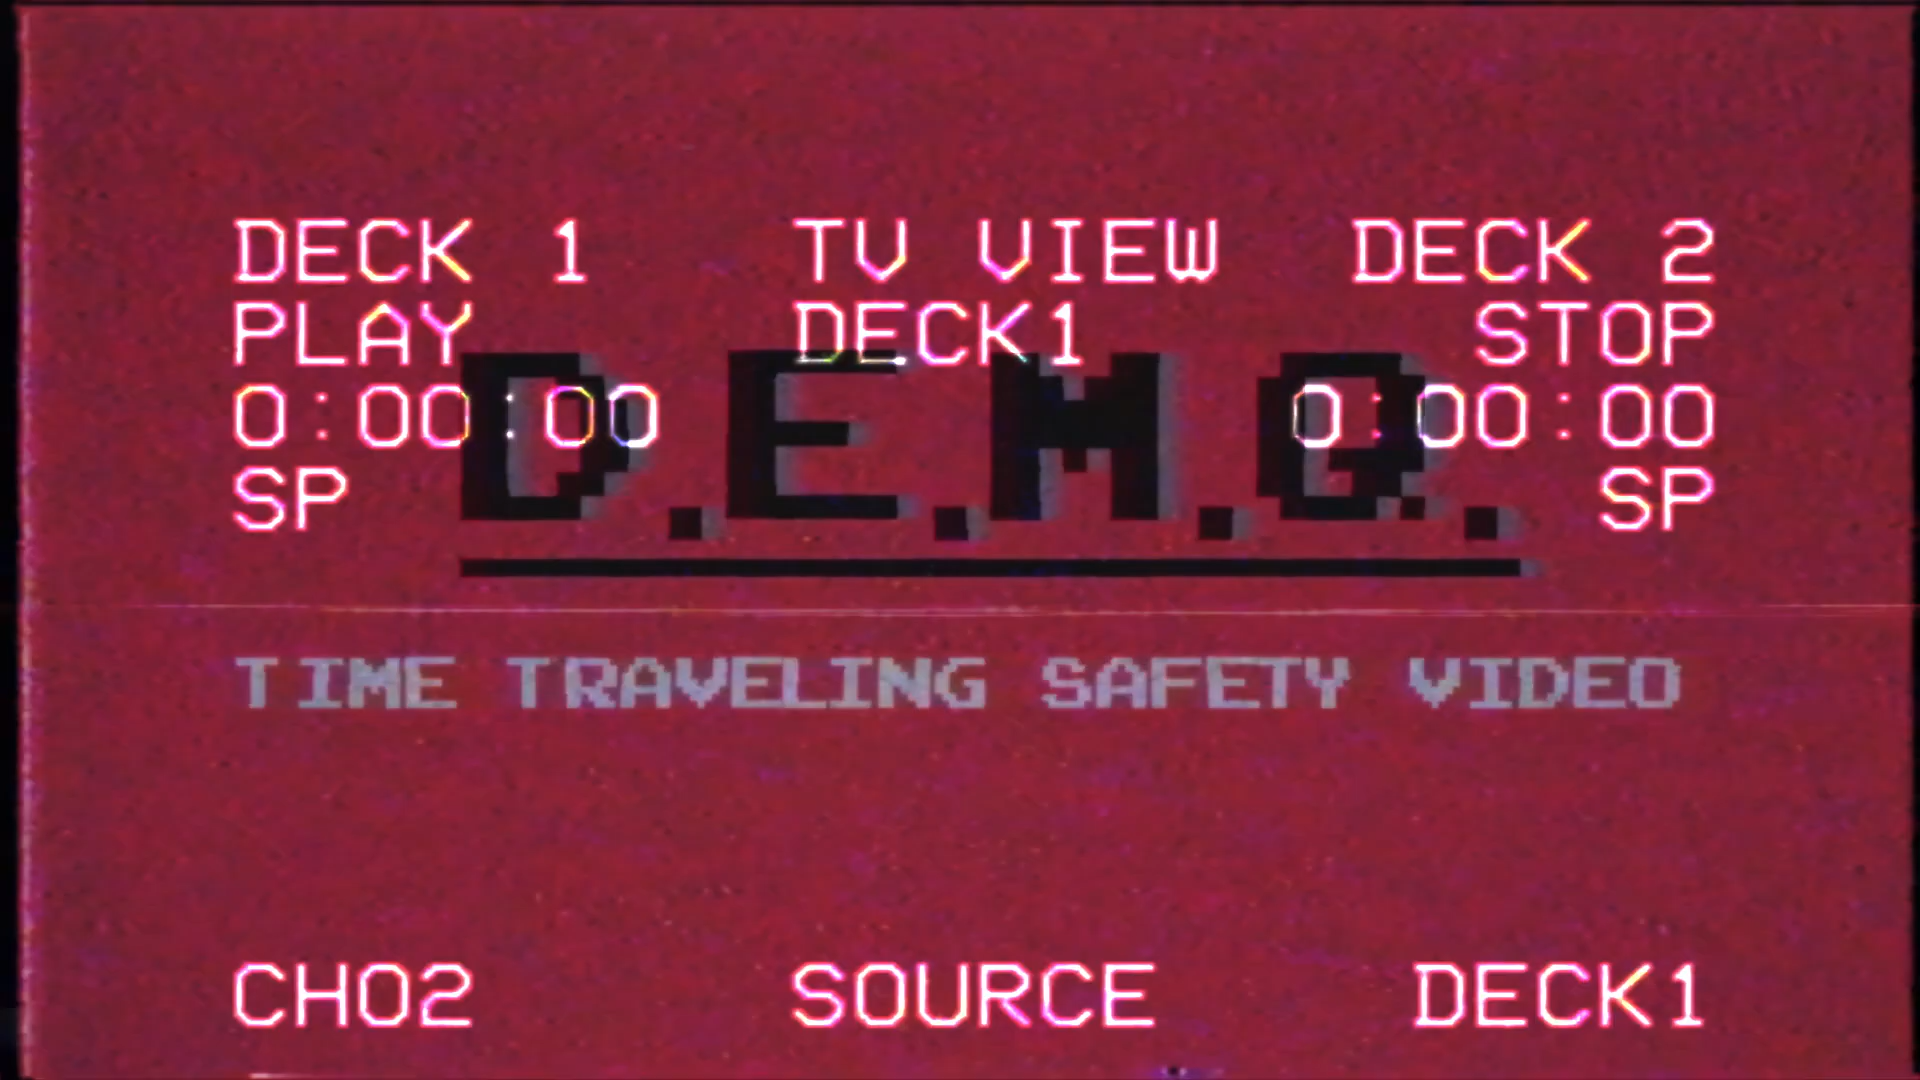 DECK 1 TV VIEW DECK 2
PLAY DECK1 STOP
0:00:00 0:00:00
SP SP
D.E.M.Q.
TIME TRAVELING SAFETY VIDEO
CH02 SOURCE DECK1